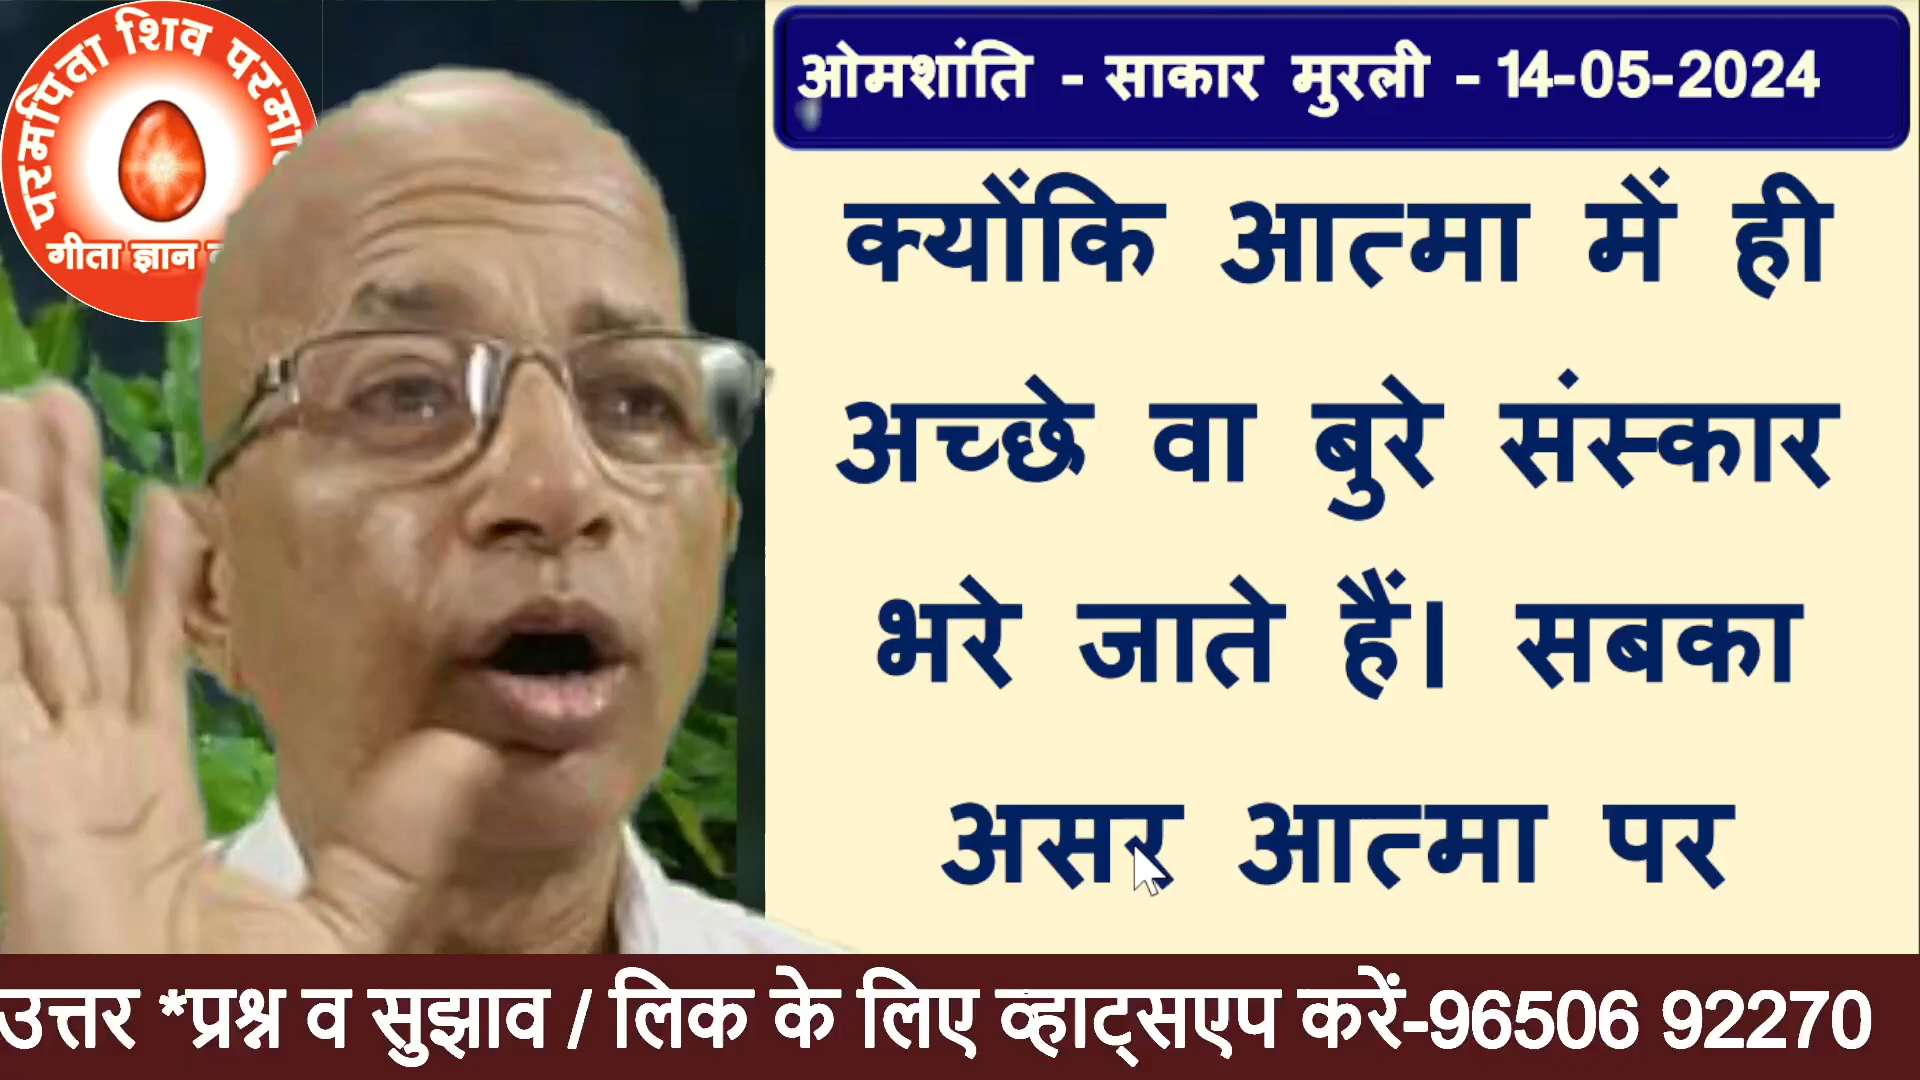 परमपिता शिव
गीता ज्ञान
ओमशांति - साकार मुरली - 14-05-2024
क्योंकि आत्मा में ही
अच्छे वा बुरे संस्कार
भरे जाते हैं। सबका
असर आत्मा पर
उत्तर *प्रश्न व सुझाव / लिक के लिए व्हाट्सएप करें-96506 92270